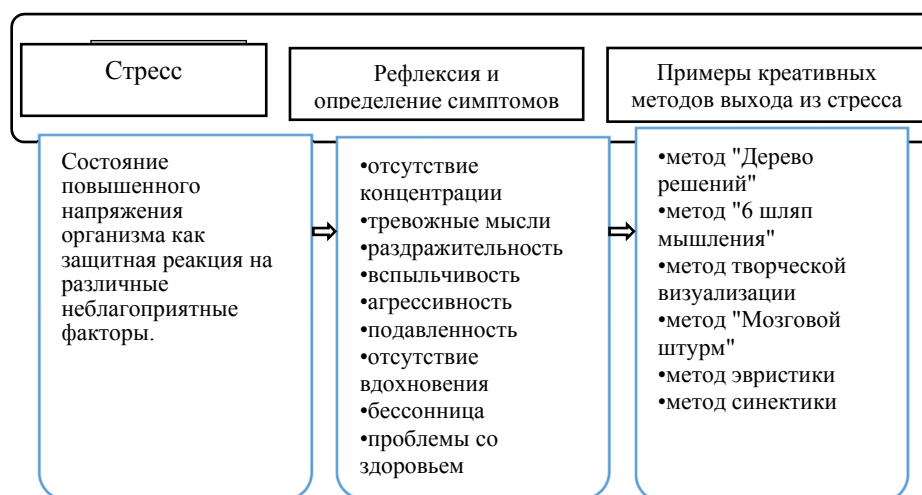 Стресс
Состояние
повышенного
напряжения
организма как
защитная реакция на
различные
неблагоприятные
факторы.
Рефлексия и
определение симптомов
•отсутствие
концентрации
•тревожные мысли
•раздражительность
•вспыльчивость
•агрессивность
•подавленность
•отсутствие
вдохновения
•бессонница
•проблемы со
здоровьем
Примеры креативных
методов выхода из стресса
•метод "Дерево
решений"
•метод "6 шляп
мышления"
•метод творческой
визуализации
•метод "Мозговой
штурм"
•метод эвристики
•метод синектики